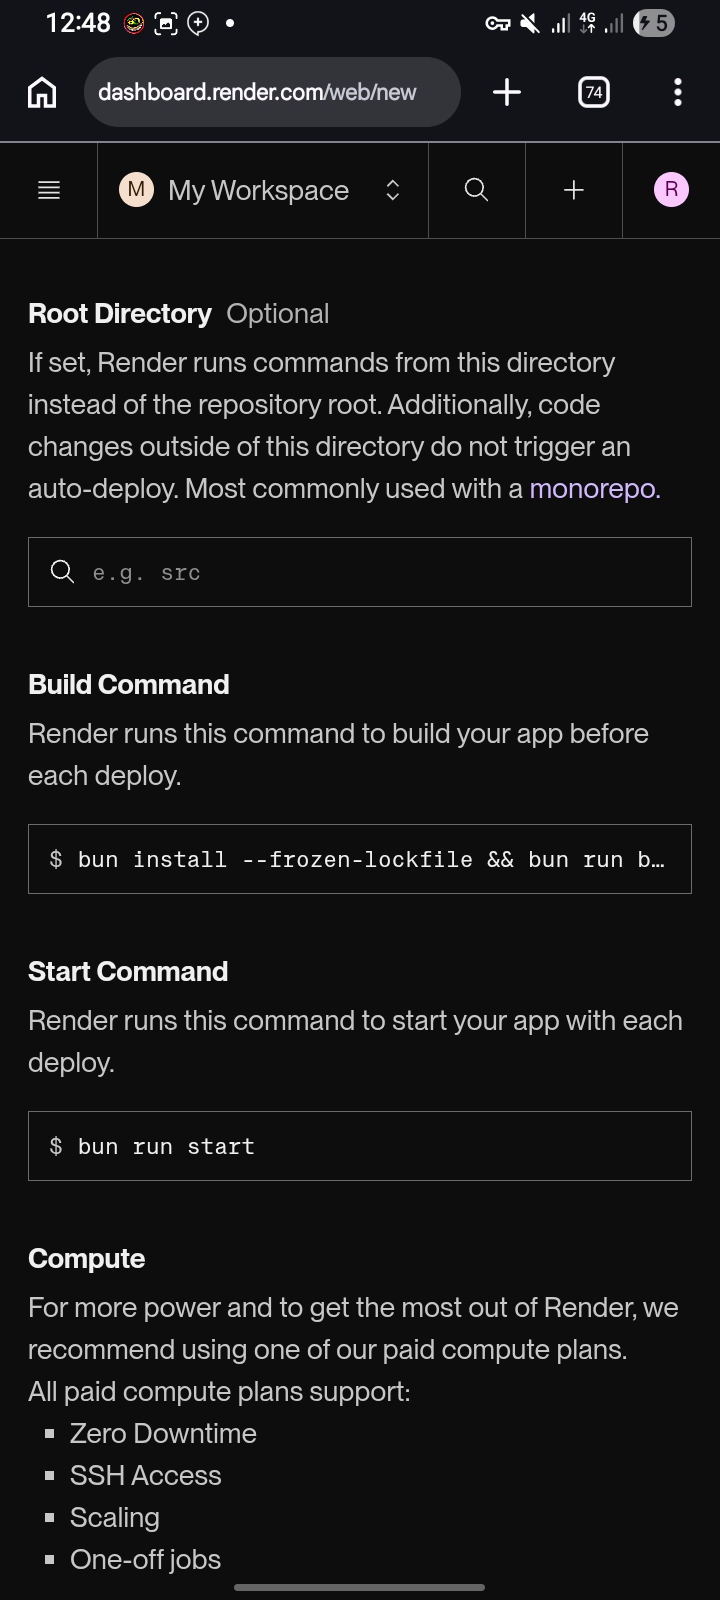 12:48
4G
5
dashboard.render.com/web/new
74
M My Workspace
R
Root Directory Optional
If set, Render runs commands from this directory
instead of the repository root. Additionally, code
changes outside of this directory do not trigger an
auto-deploy. Most commonly used with a monorepo.
e.g. src
Build Command
Render runs this command to build your app before
each deploy.
$ bun install --frozen-lockfile && bun run b…
Start Command
Render runs this command to start your app with each
deploy.
$ bun run start
Compute
For more power and to get the most out of Render, we
recommend using one of our paid compute plans.
All paid compute plans support:
▪ Zero Downtime
▪ SSH Access
▪ Scaling
▪ One-off jobs